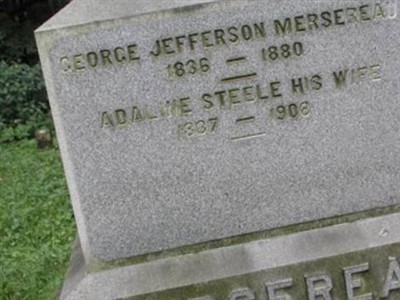 GEORGE JEFFERSON MERSEREAU
1836 — 1880
ADALINE STEELE HIS WIFE
1837 — 1908